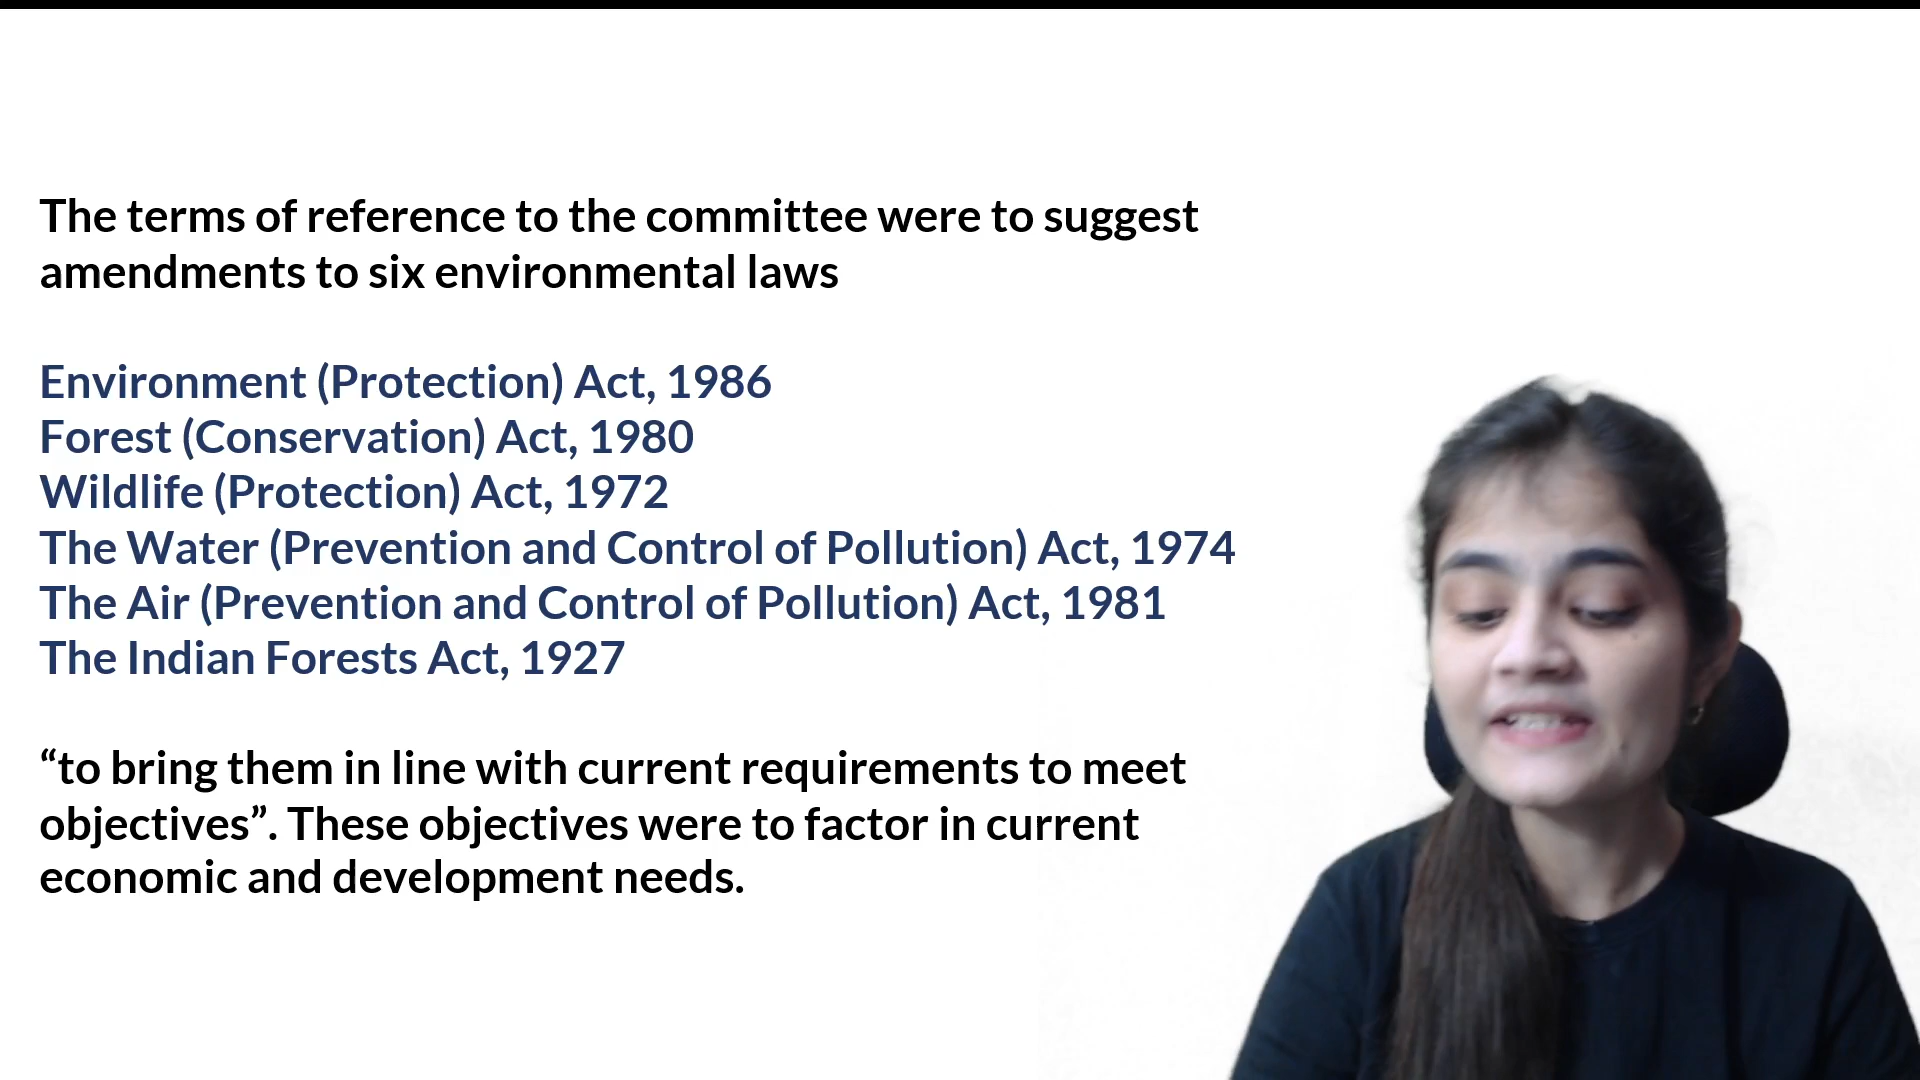 The terms of reference to the committee were to suggest
amendments to six environmental laws
Environment (Protection) Act, 1986
Forest (Conservation) Act, 1980
Wildlife (Protection) Act, 1972
The Water (Prevention and Control of Pollution) Act, 1974
The Air (Prevention and Control of Pollution) Act, 1981
The Indian Forests Act, 1927
“to bring them in line with current requirements to meet
objectives”. These objectives were to factor in current
economic and development needs.